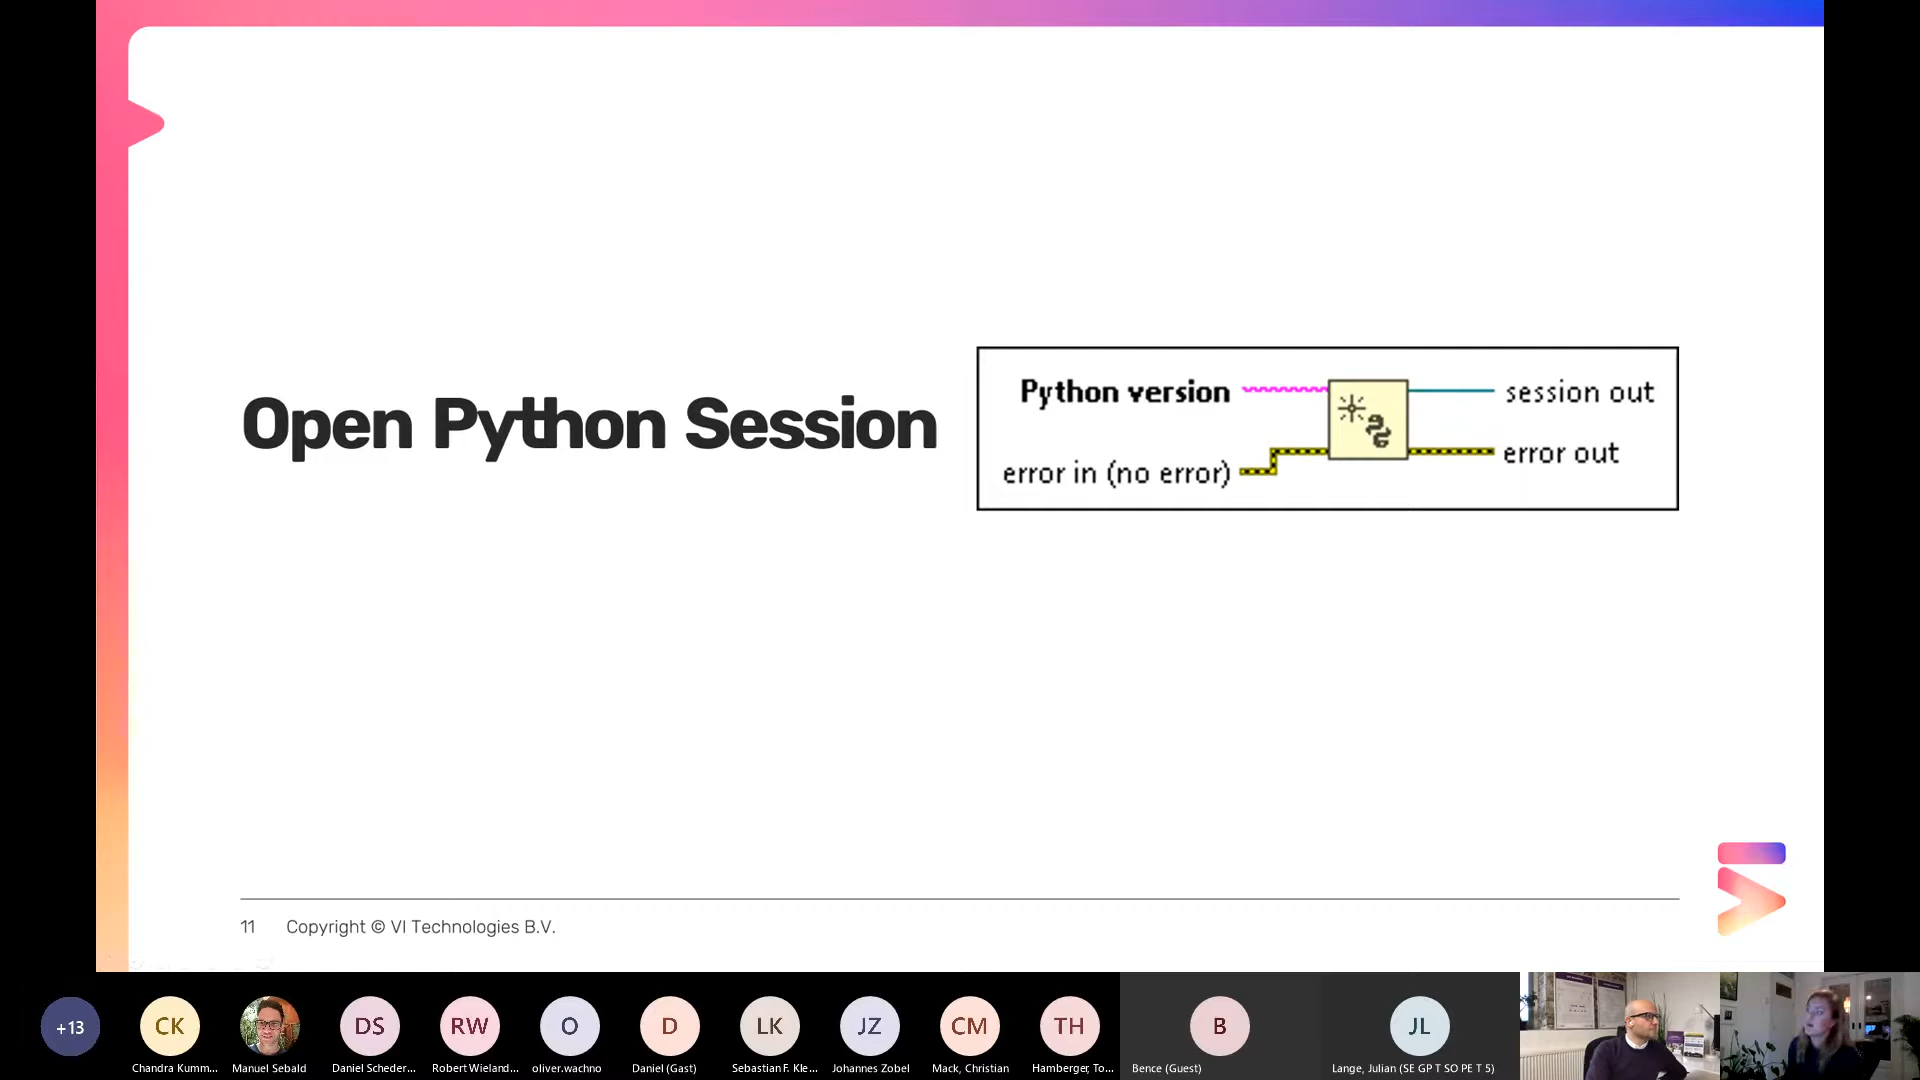 Open Python Session
Python version
session out
error in (no error)
error out
11 Copyright © VI Technologies B.V.
+13
CK
DS
RW
O
D
LK
JZ
CM
TH
B
JL
Chandra Kumm...
Manuel Sebald
Daniel Scheder...
Robert Wieland...
oliver.wachno
Daniel (Gast)
Sebastian F. Kle...
Johannes Zobel
Mack, Christian
Hamberger, To...
Bence (Guest)
Lange, Julian (SE GP T SO PE T 5)